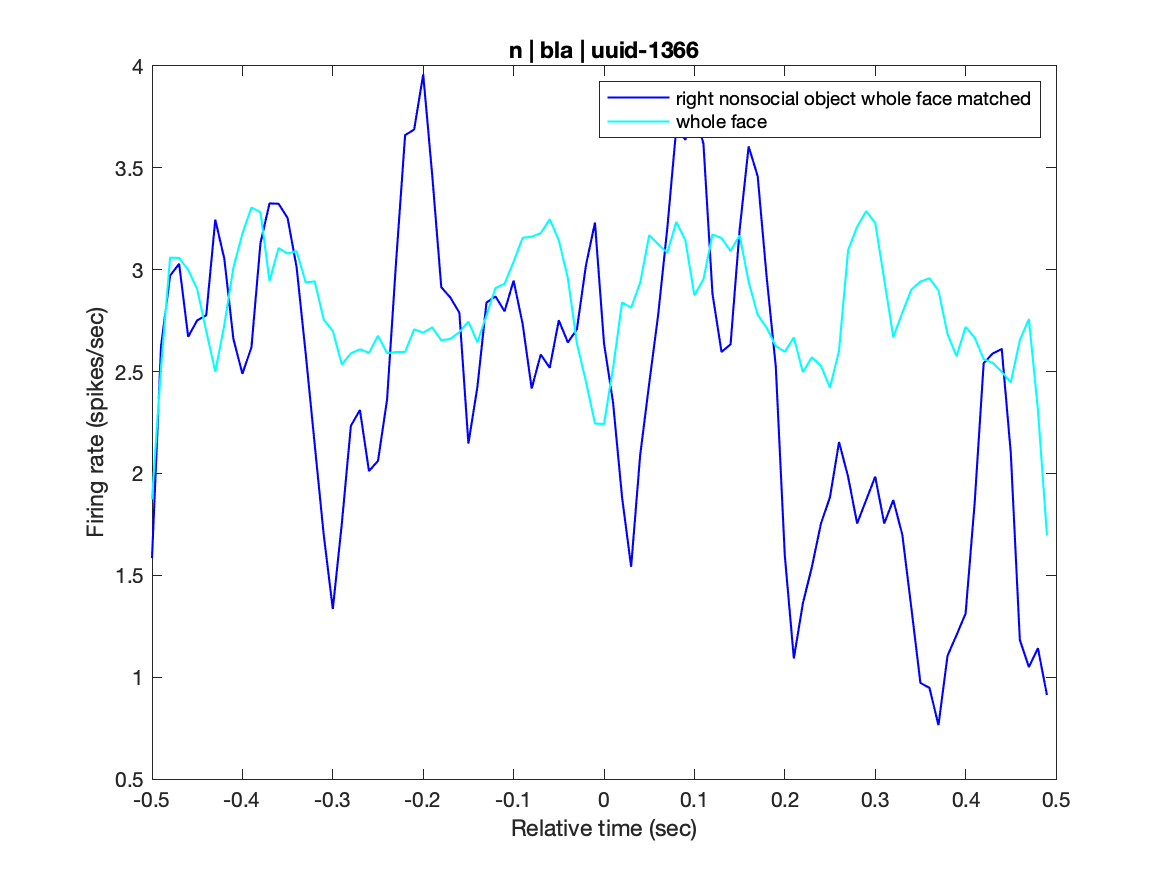 n | bla | uuid-1366
right nonsocial object whole face matched
whole face
4
3.5
3
2.5
2
1.5
1
0.5
Firing rate (spikes/sec)
-0.5 -0.4 -0.3 -0.2 -0.1 0 0.1 0.2 0.3 0.4 0.5
Relative time (sec)